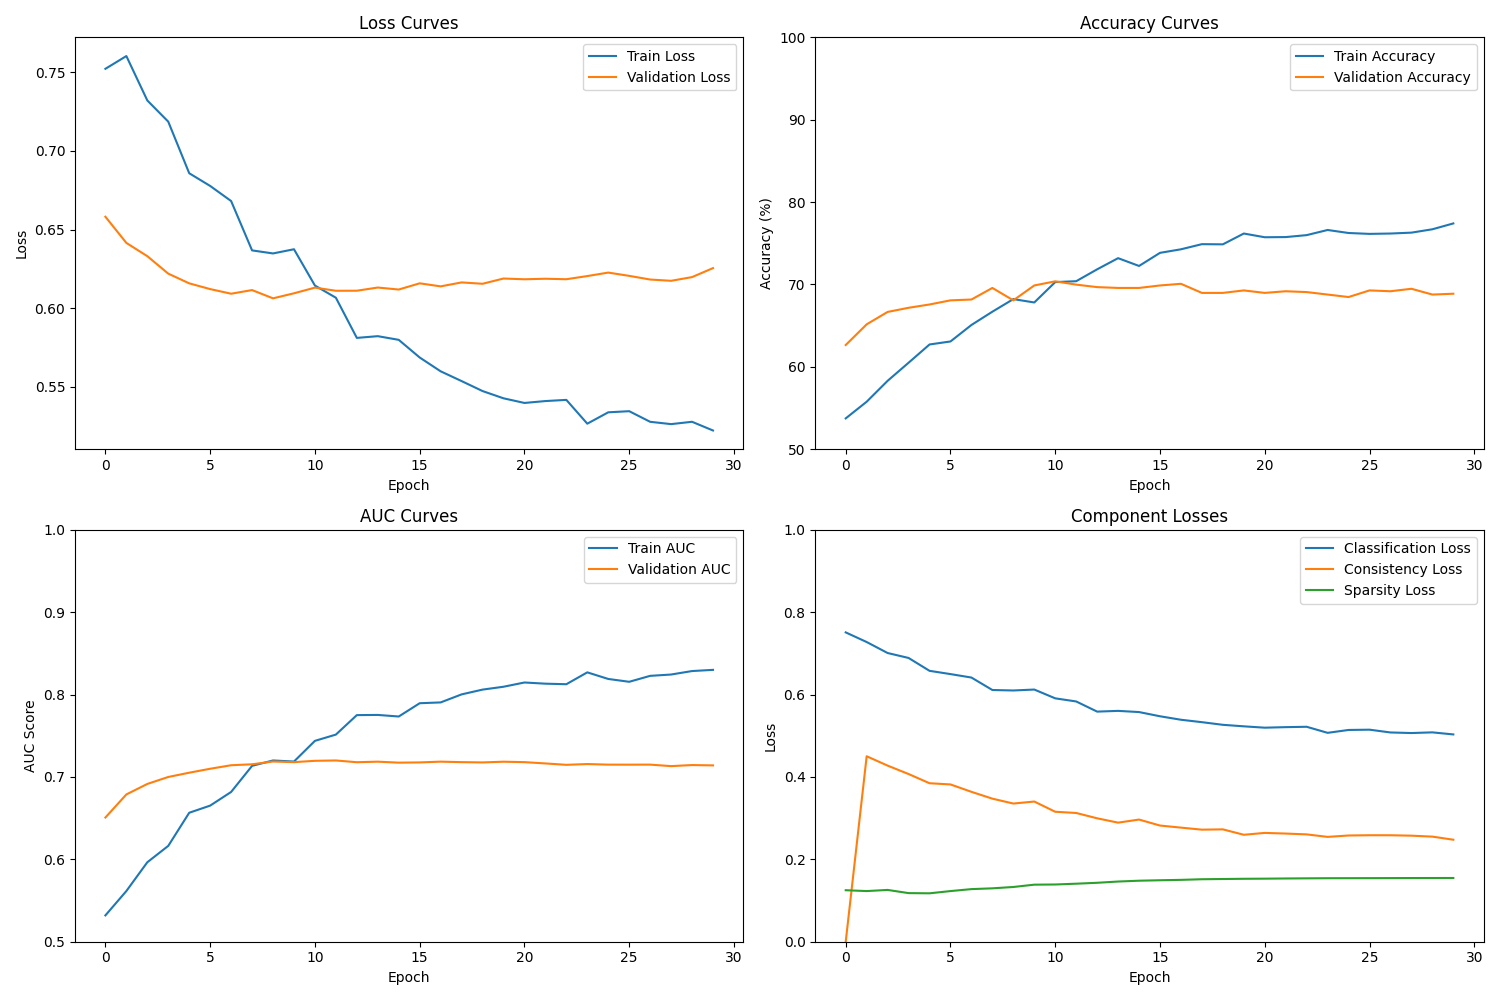 Loss Curves
Train Loss
Validation Loss
0.75
0.70
0.65
0.60
0.55
Loss
0 5 10 15 20 25 30
Epoch
Accuracy Curves
Train Accuracy
Validation Accuracy
100
90
80
70
60
50
Accuracy (%)
0 5 10 15 20 25 30
Epoch
AUC Curves
Train AUC
Validation AUC
1.0
0.9
0.8
0.7
0.6
0.5
AUC Score
0 5 10 15 20 25 30
Epoch
Component Losses
Classification Loss
Consistency Loss
Sparsity Loss
1.0
0.8
0.6
0.4
0.2
0.0
Loss
0 5 10 15 20 25 30
Epoch